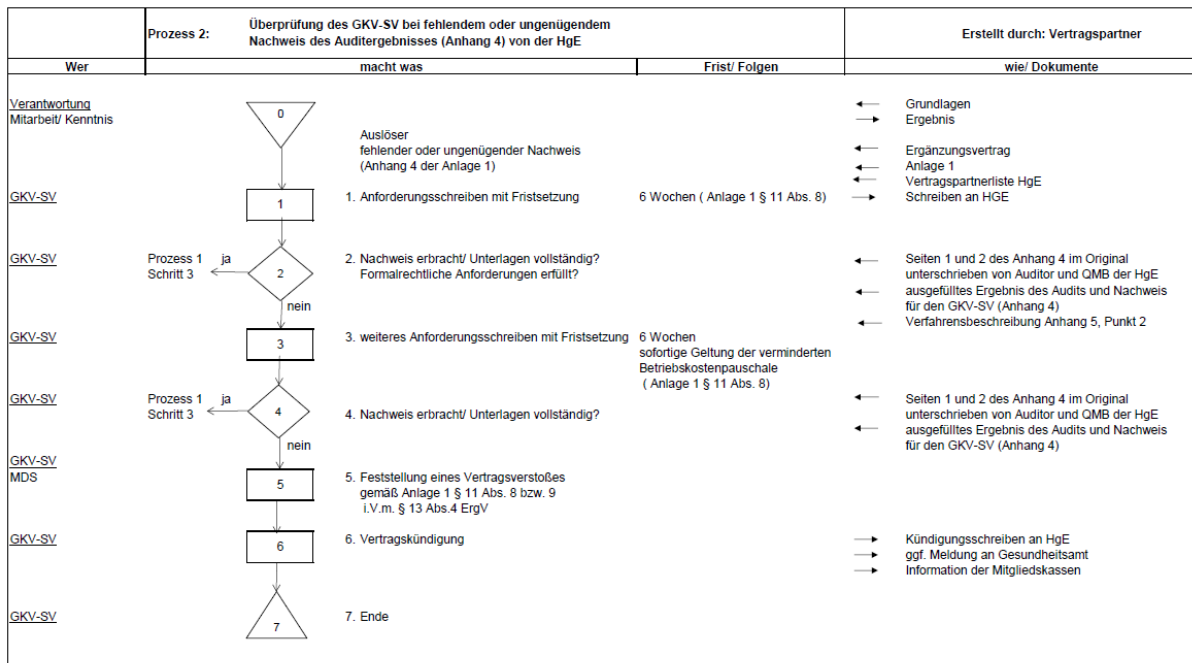 Prozess 2: Überprüfung des GKV-SV bei fehlendem oder ungenügendem
Nachweis des Auditergebnisses (Anhang 4) von der HgE
Erstellt durch: Vertragspartner
Wer macht was Frist/ Folgen wie/ Dokumente
Verantwortung
Mitarbeit/ Kenntnis
0
Grundlagen
Ergebnis
Auslöser
fehlender oder ungenügender Nachweis
(Anhang 4 der Anlage 1)
Ergänzungsvertrag
Anlage 1
Vertragspartnerliste HgE
GKV-SV
1
1. Anforderungsschreiben mit Fristsetzung
6 Wochen ( Anlage 1 § 11 Abs. 8)
Schreiben an HGE
GKV-SV
Prozess 1 ja
Schritt 3
2
nein
2. Nachweis erbracht/ Unterlagen vollständig?
Formalrechtliche Anforderungen erfüllt?
Seiten 1 und 2 des Anhang 4 im Original
unterschrieben von Auditor und QMB der HgE
ausgefülltes Ergebnis des Audits und Nachweis
für den GKV-SV (Anhang 4)
Verfahrensbeschreibung Anhang 5, Punkt 2
GKV-SV
3
3. weiteres Anforderungsschreiben mit Fristsetzung
6 Wochen
sofortige Geltung der verminderten
Betriebskostenpauschale
( Anlage 1 § 11 Abs. 8)
GKV-SV
Prozess 1 ja
Schritt 3
4
nein
4. Nachweis erbracht/ Unterlagen vollständig?
Seiten 1 und 2 des Anhang 4 im Original
unterschrieben von Auditor und QMB der HgE
ausgefülltes Ergebnis des Audits und Nachweis
für den GKV-SV (Anhang 4)
GKV-SV
MDS
5
5. Feststellung eines Vertragsverstoßes
gemäß Anlage 1 § 11 Abs. 8 bzw. 9
i.V.m. § 13 Abs.4 ErgV
GKV-SV
6
6. Vertragskündigung
Kündigungsschreiben an HgE
ggf. Meldung an Gesundheitsamt
Information der Mitgliedskassen
GKV-SV
7
7. Ende